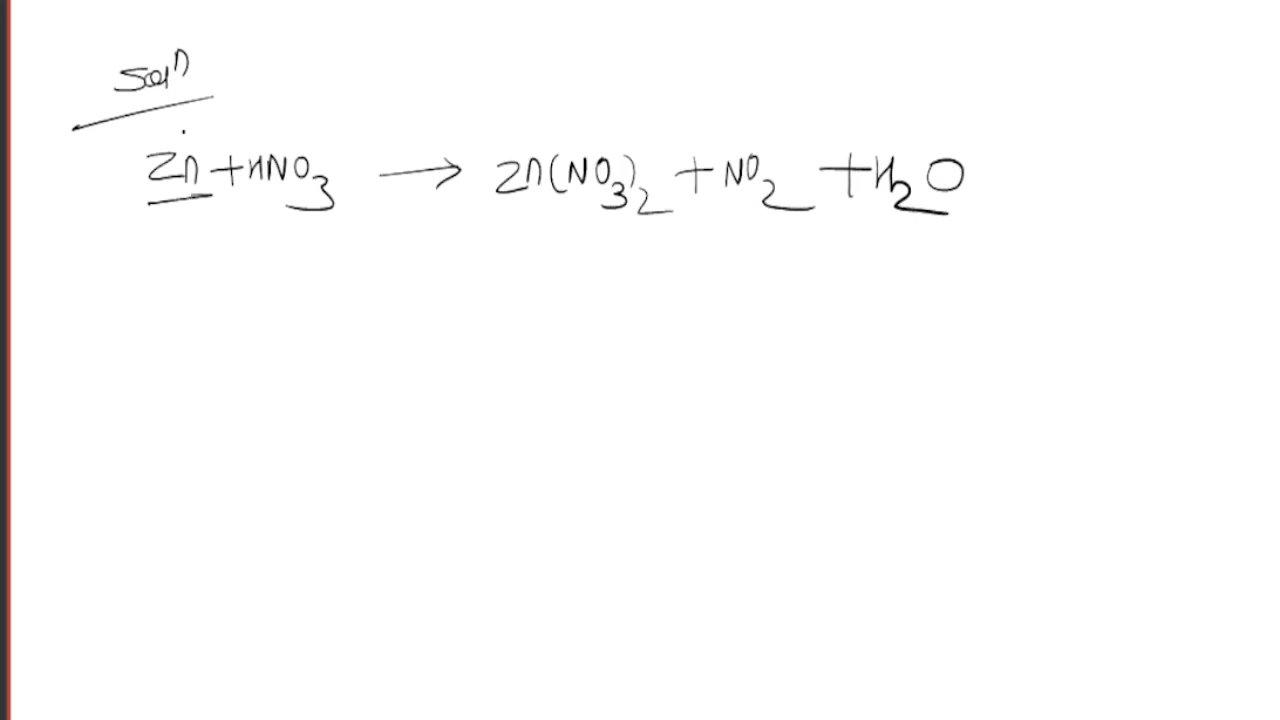 Solⁿ
Zn + HNO₃ → Zn(NO₃)₂ + NO₂ + H₂O